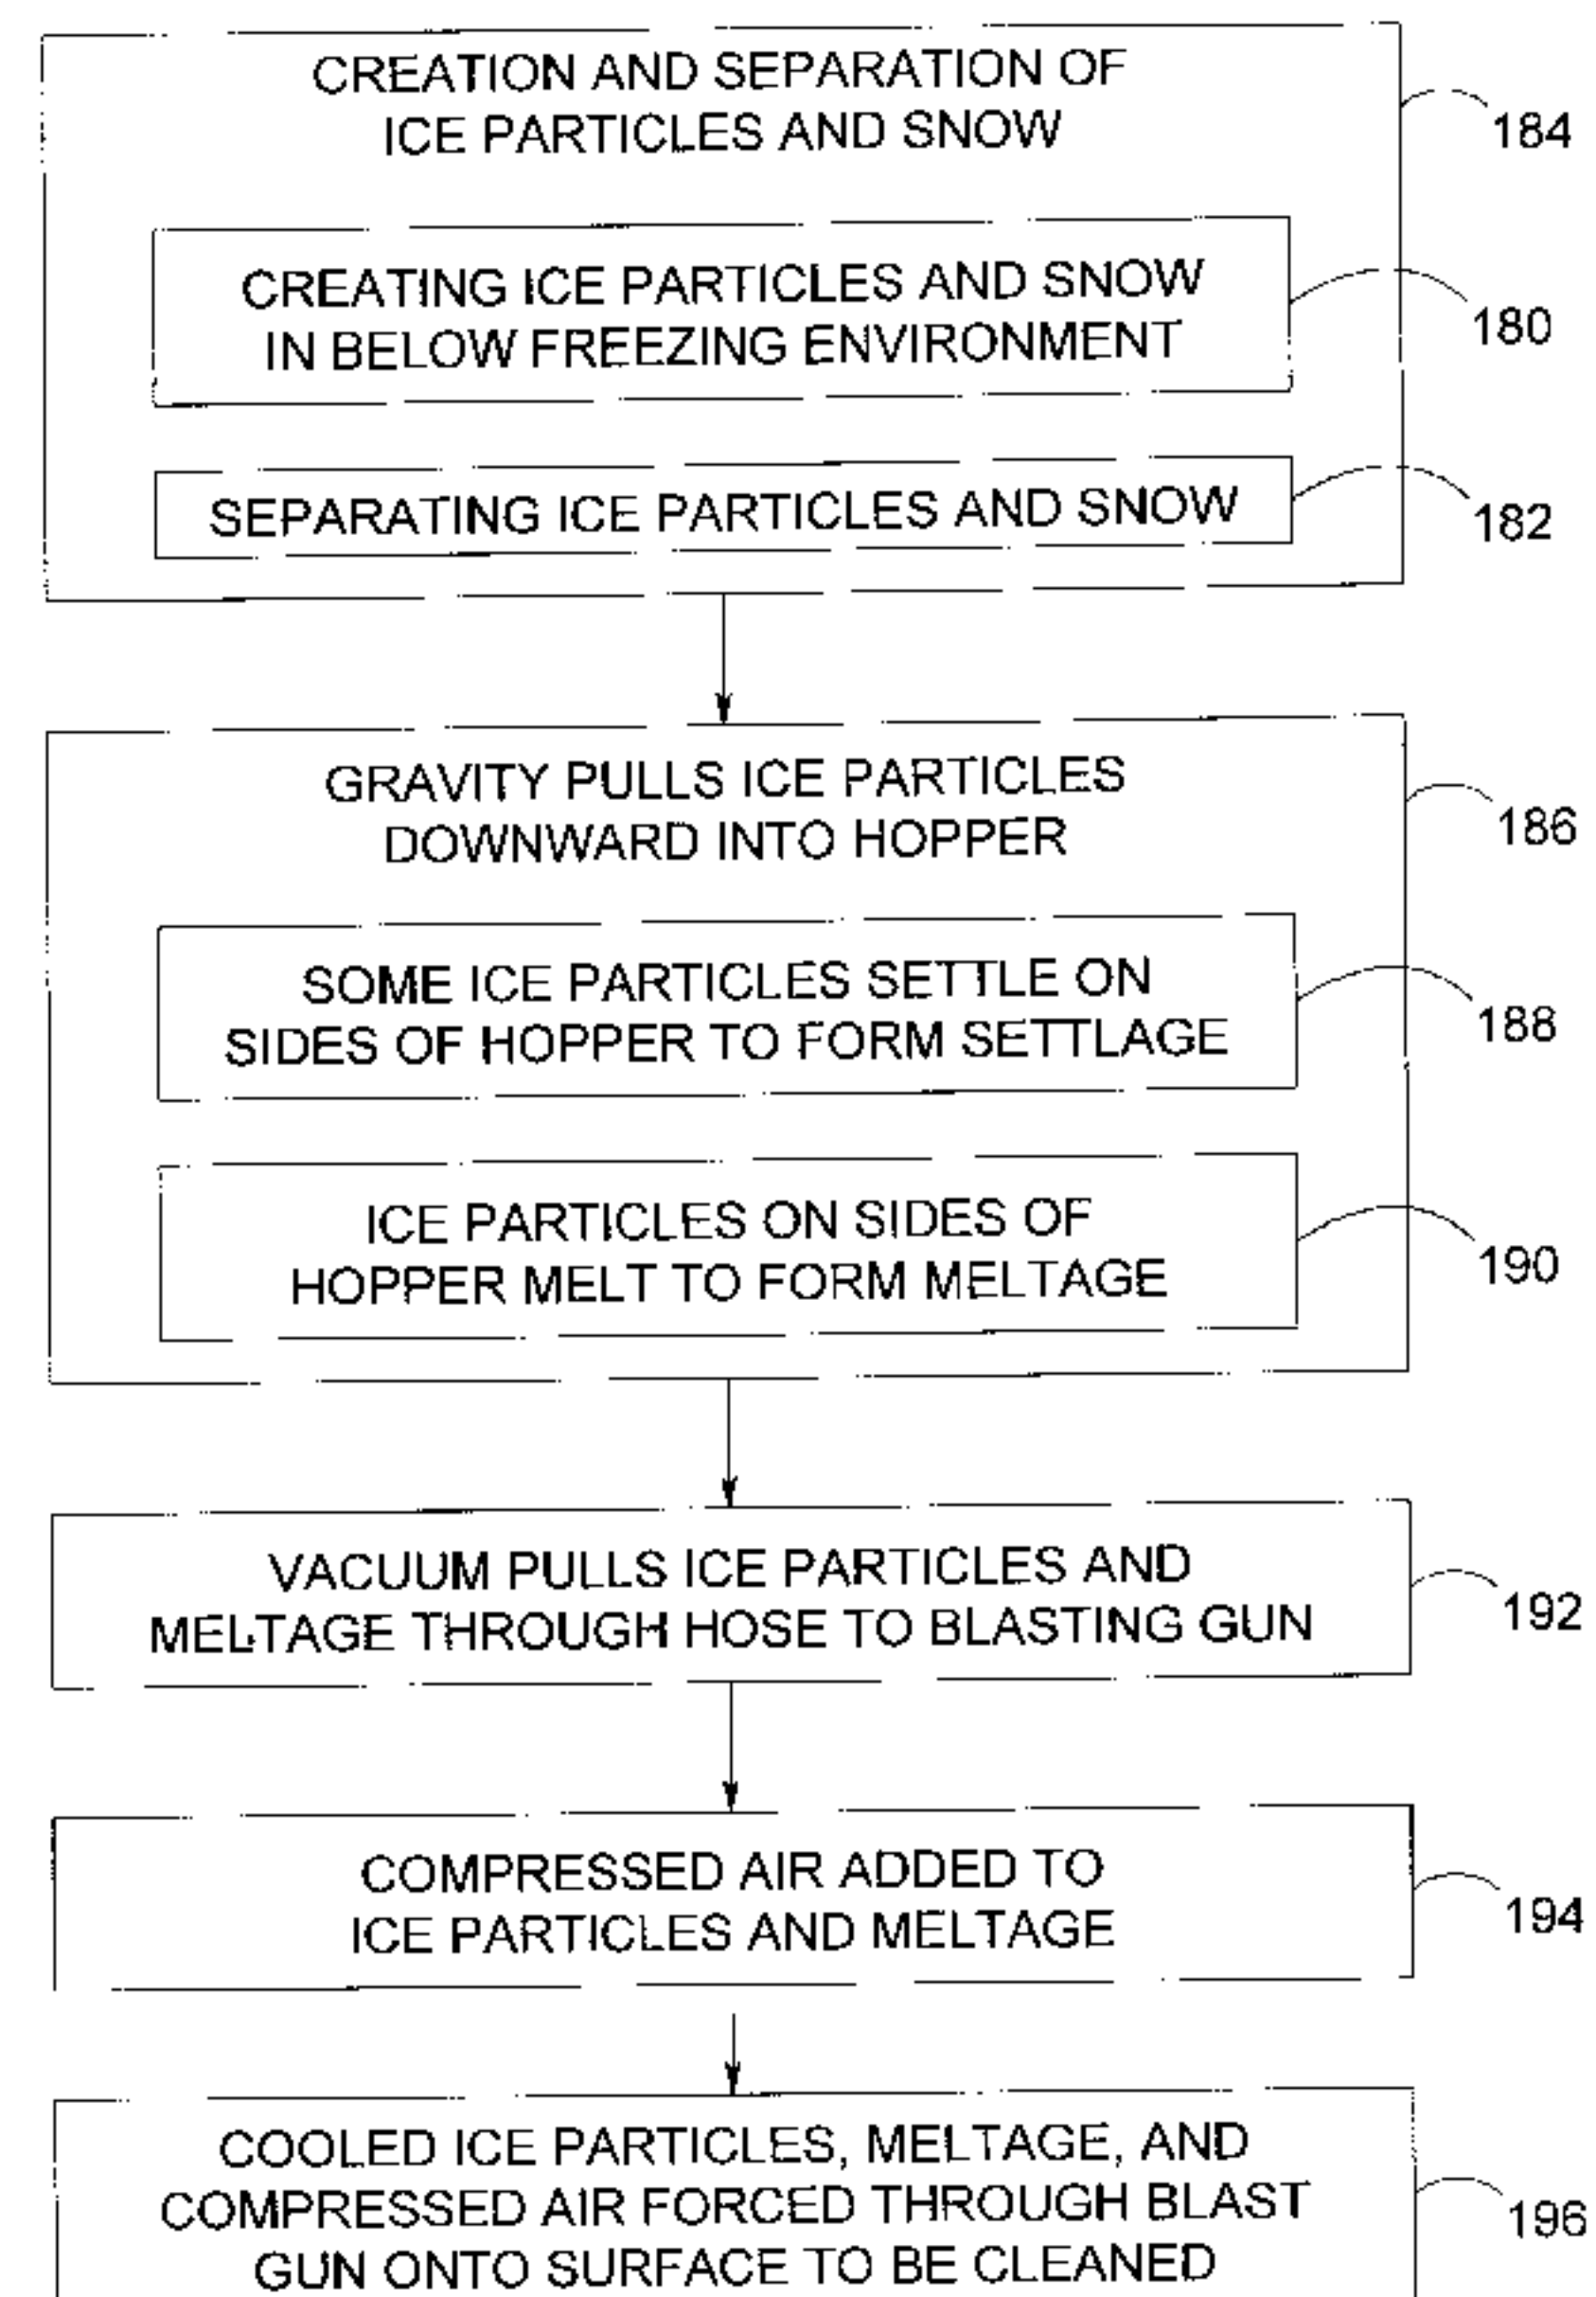 CREATION AND SEPARATION OF
ICE PARTICLES AND SNOW
184
CREATING ICE PARTICLES AND SNOW
IN BELOW FREEZING ENVIRONMENT
180
SEPARATING ICE PARTICLES AND SNOW
182
GRAVITY PULLS ICE PARTICLES
DOWNWARD INTO HOPPER
186
SOME ICE PARTICLES SETTLE ON
SIDES OF HOPPER TO FORM SETTLAGE
188
ICE PARTICLES ON SIDES OF
HOPPER MELT TO FORM MELTAGE
190
VACUUM PULLS ICE PARTICLES AND
MELTAGE THROUGH HOSE TO BLASTING GUN
192
COMPRESSED AIR ADDED TO
ICE PARTICLES AND MELTAGE
194
COOLED ICE PARTICLES, MELTAGE, AND
COMPRESSED AIR FORCED THROUGH BLAST
GUN ONTO SURFACE TO BE CLEANED
196